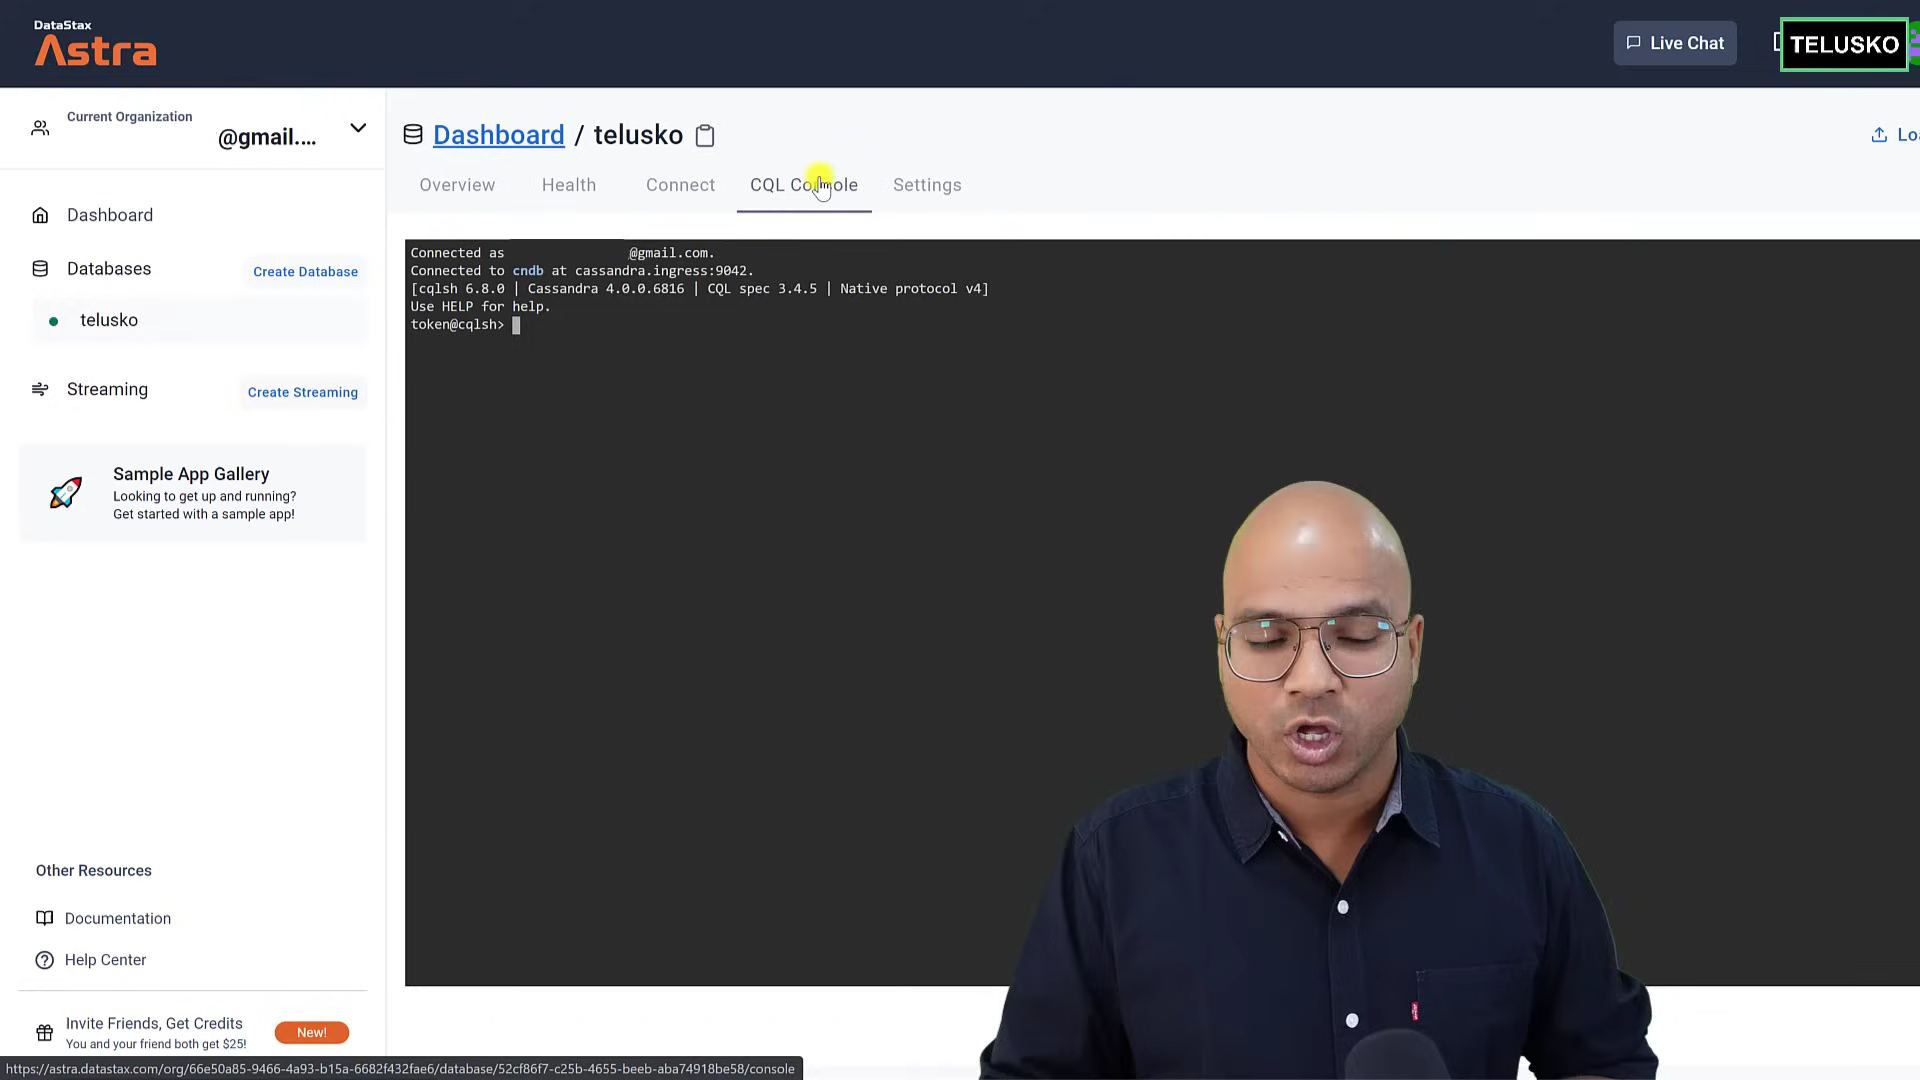 DataStax
Astra
Live Chat
TELUSKO
Current Organization
@gmail....
Dashboard / telusko
Overview
Health
Connect
CQL Console
Settings
Dashboard
Databases
Create Database
telusko
Streaming
Create Streaming
Sample App Gallery
Looking to get up and running?
Get started with a sample app!
Connected as @gmail.com.
Connected to cndb at cassandra.ingress:9042.
[cqlsh 6.8.0 | Cassandra 4.0.0.6816 | CQL spec 3.4.5 | Native protocol v4]
Use HELP for help.
token@cqlsh>
Other Resources
Documentation
Help Center
Invite Friends, Get Credits
New!
You and your friend both get $25!
https://astra.datastax.com/org/66e50a85-9466-4a93-b15a-6682f432fae6/database/52cf86f7-c25b-4655-beeb-aba74918be58/console